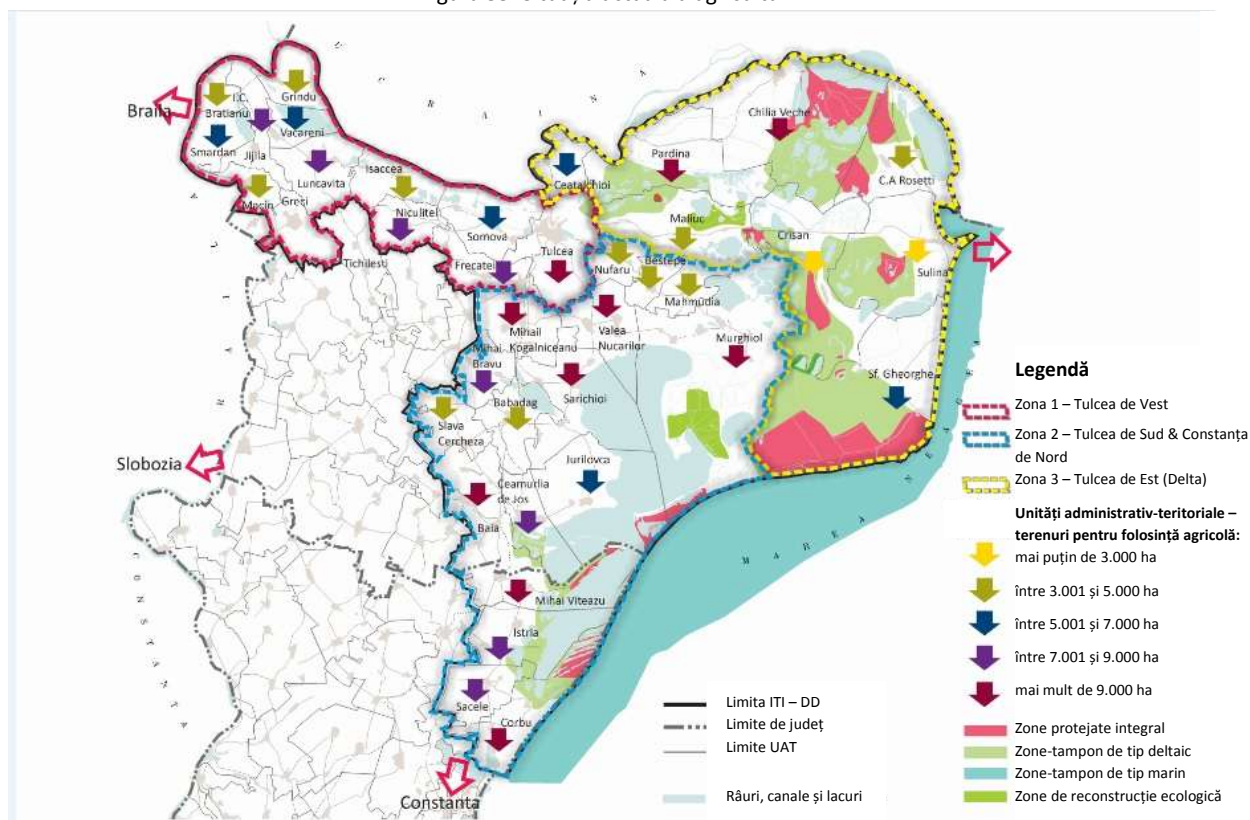 Braila
I.C.
Bratianu
Grindu
Vacareni
Smardan
Jijila
Luncavita
Isaccea
Macin
Greci
Niculitel
Tichilesti
Somova
Frecatei
Tulcea
U C R A I N A
Ceatalchioi
Pardina
Chilia Veche
C.A Rosetti
Maliuc
Crisan
Sulina
Nufaru
Bestepe
Mahmudia
Mihail
Kogalniceanu
Valea
Nucarilor
Murghiol
Mihai
Bravu
Babadag
Sarichioi
Sf. Gheorghe
Slava
Cercheza
Slobozia
Jurilovca
Ceamurlia
de Jos
Baia
Mihai Viteazu
Istria
Sacele
Corbu
Constanta
CONSTANTA
MAREA
NEAGRA
Limita ITI – DD
Limite de județ
Limite UAT
Râuri, canale și lacuri
Legendă
Zona 1 – Tulcea de Vest
Zona 2 – Tulcea de Sud & Constanța
de Nord
Zona 3 – Tulcea de Est (Delta)
Unități administrativ-teritoriale –
terenuri pentru folosință agricolă:
mai puțin de 3.000 ha
între 3.001 și 5.000 ha
între 5.001 și 7.000 ha
între 7.001 și 9.000 ha
mai mult de 9.000 ha
Zone protejate integral
Zone-tampon de tip deltaic
Zone-tampon de tip marin
Zone de reconstrucție ecologică